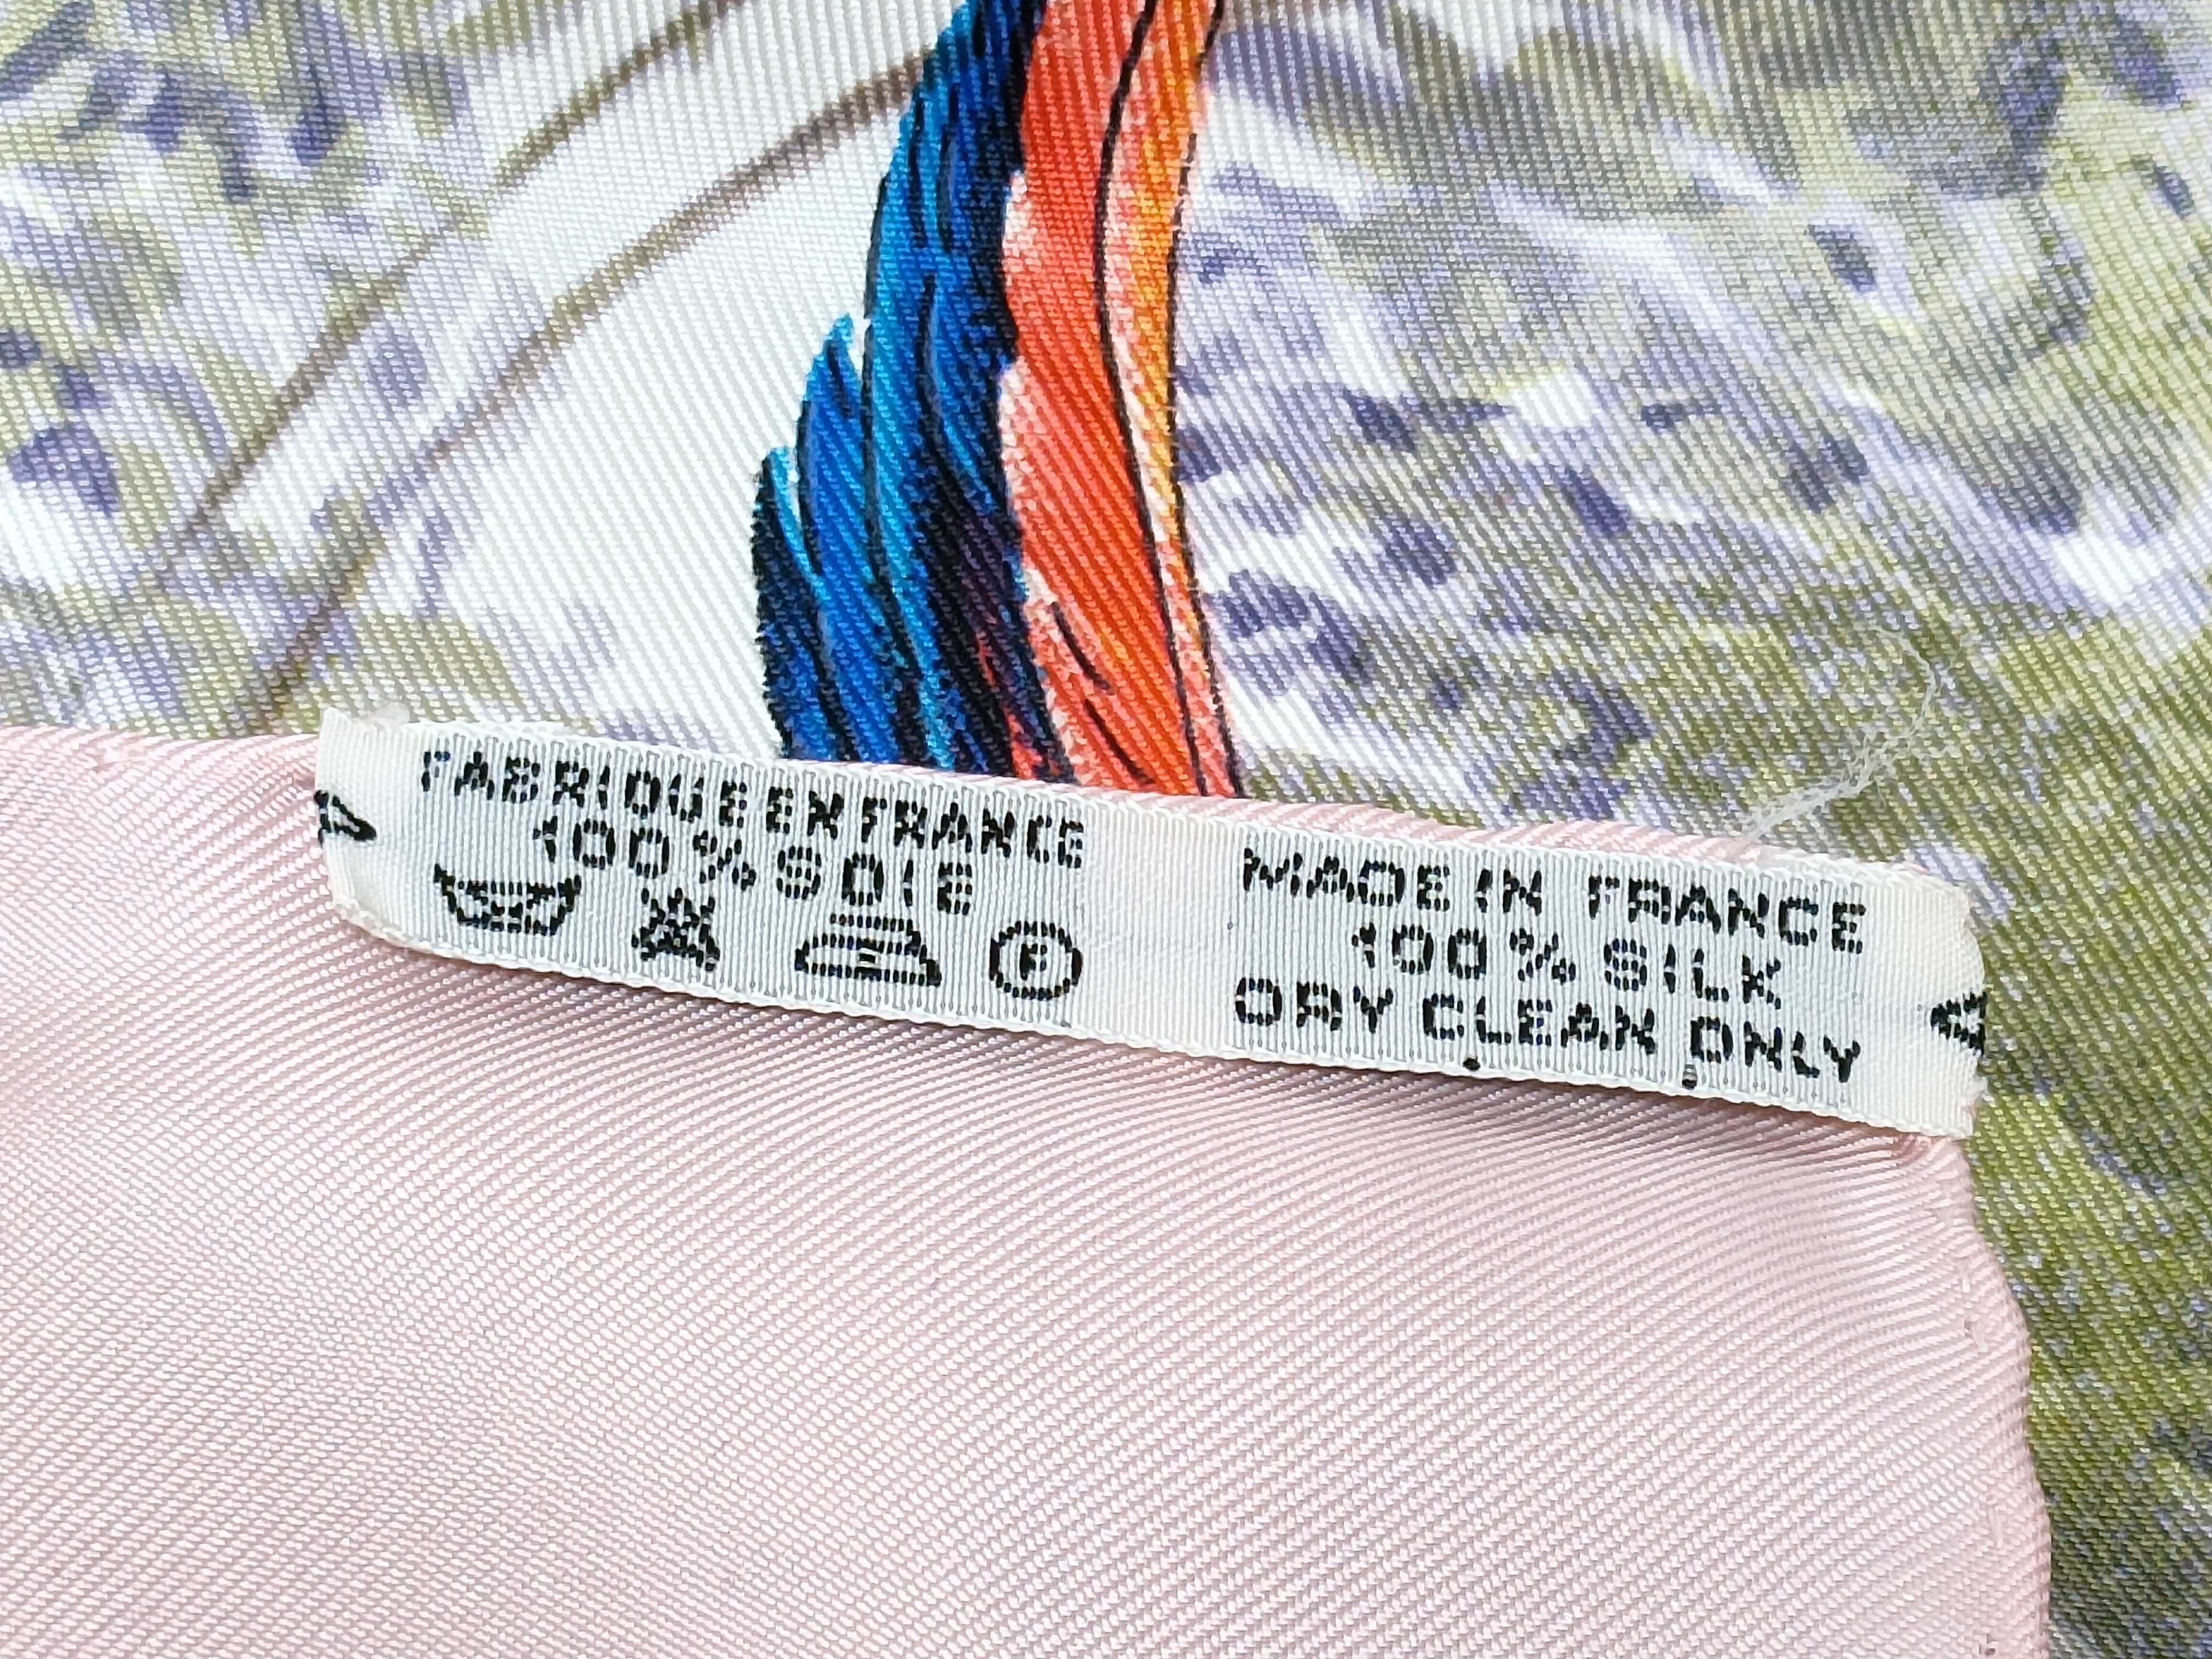 FABRIQUE EN FRANCE
100 % SOIE
F
MADE IN FRANCE
100 % SILK
DRY CLEAN ONLY